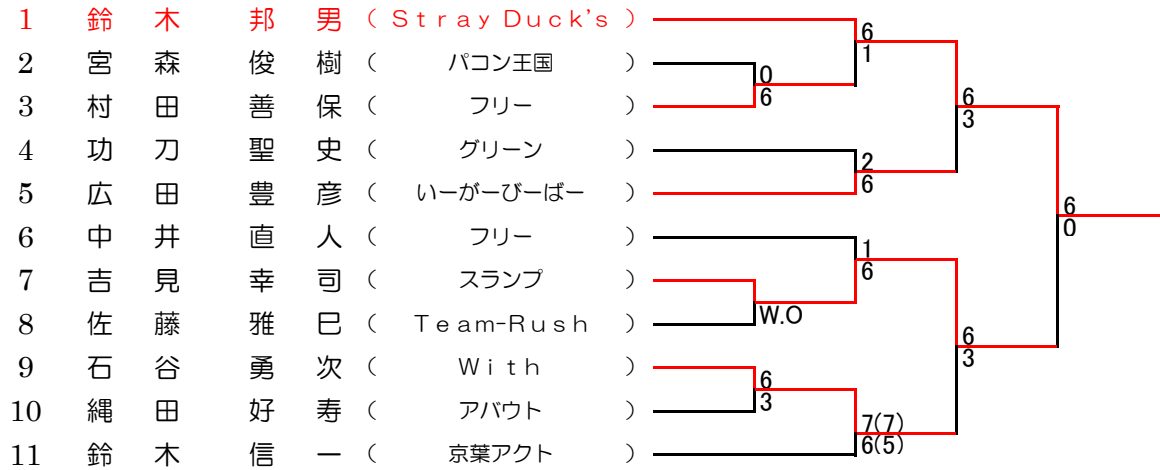 1 鈴木 邦男 ( Stray Duck's )
2 宮森 俊樹 ( パコン王国 )
3 村田 善保 ( フリー )
4 功刀 聖史 ( グリーン )
5 広田 豊彦 ( いーがーびーばー )
6 中井 直人 ( フリー )
7 吉見 幸司 ( スランプ )
8 佐藤 雅巳 ( Team-Rush )
9 石谷 勇次 ( With )
10 縄田 好寿 ( アバウト )
11 鈴木 信一 ( 京葉アクト )
6
1
0
6
2
6
6
3
1
6
W.O
6
3
7(7)
6(5)
6
3
6
0